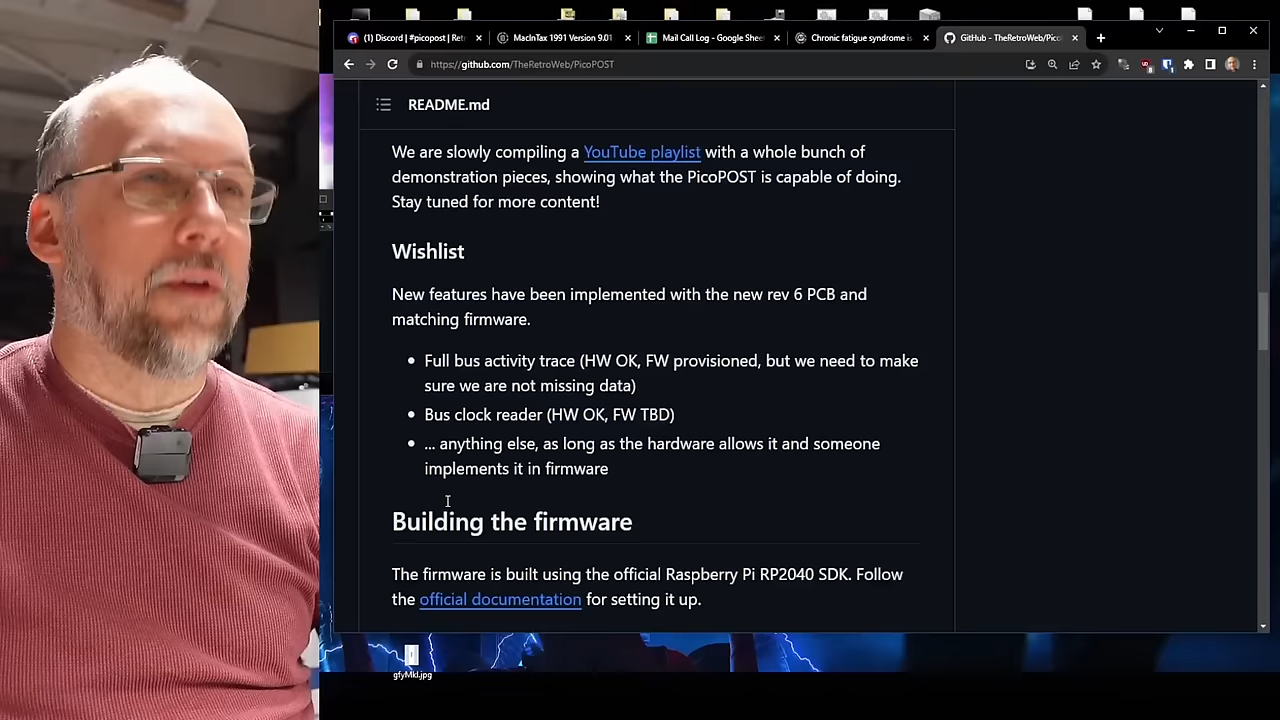 (1) Discord | #picopost | Ret
MacInTax 1991 Version 9.01
Mail Call Log - Google Shee
Chronic fatigue syndrome is
GitHub - TheRetroWeb/Pico
https://github.com/TheRetroWeb/PicoPOST
README.md
We are slowly compiling a YouTube playlist with a whole bunch of
demonstration pieces, showing what the PicoPOST is capable of doing.
Stay tuned for more content!
Wishlist
New features have been implemented with the new rev 6 PCB and
matching firmware.
• Full bus activity trace (HW OK, FW provisioned, but we need to make
sure we are not missing data)
• Bus clock reader (HW OK, FW TBD)
• ... anything else, as long as the hardware allows it and someone
implements it in firmware
Building the firmware
The firmware is built using the official Raspberry Pi RP2040 SDK. Follow
the official documentation for setting it up.
gfyMkl.jpg